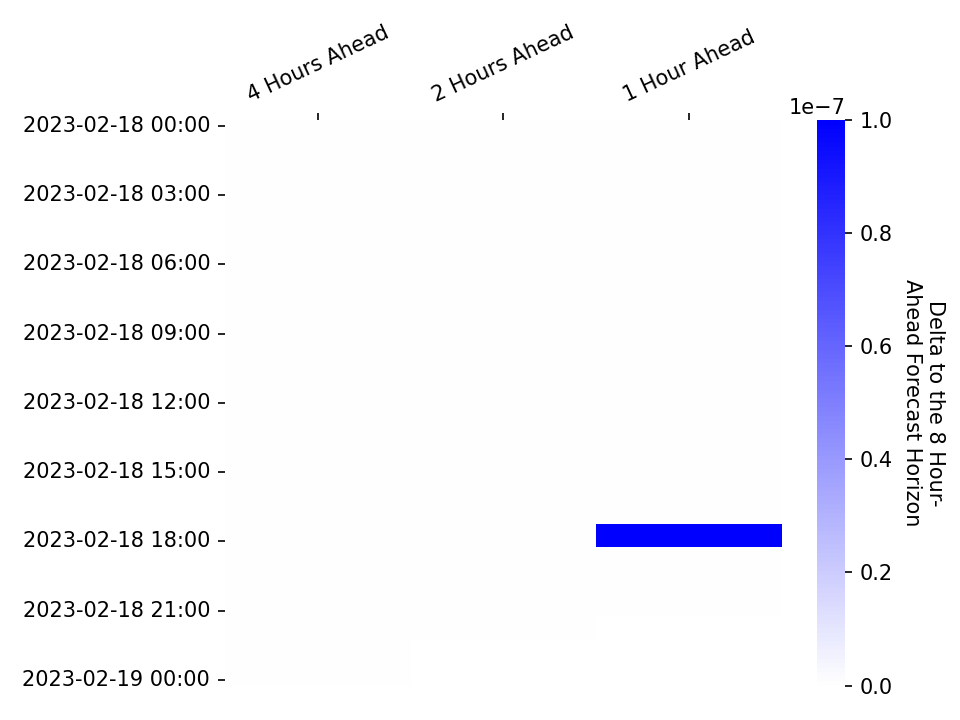 4 Hours Ahead
2 Hours Ahead
1 Hour Ahead
1e−7
2023-02-18 00:00
2023-02-18 03:00
2023-02-18 06:00
2023-02-18 09:00
2023-02-18 12:00
2023-02-18 15:00
2023-02-18 18:00
2023-02-18 21:00
2023-02-19 00:00
1.0
0.8
0.6
0.4
0.2
0.0
Delta to the 8 Hour-
Ahead Forecast Horizon